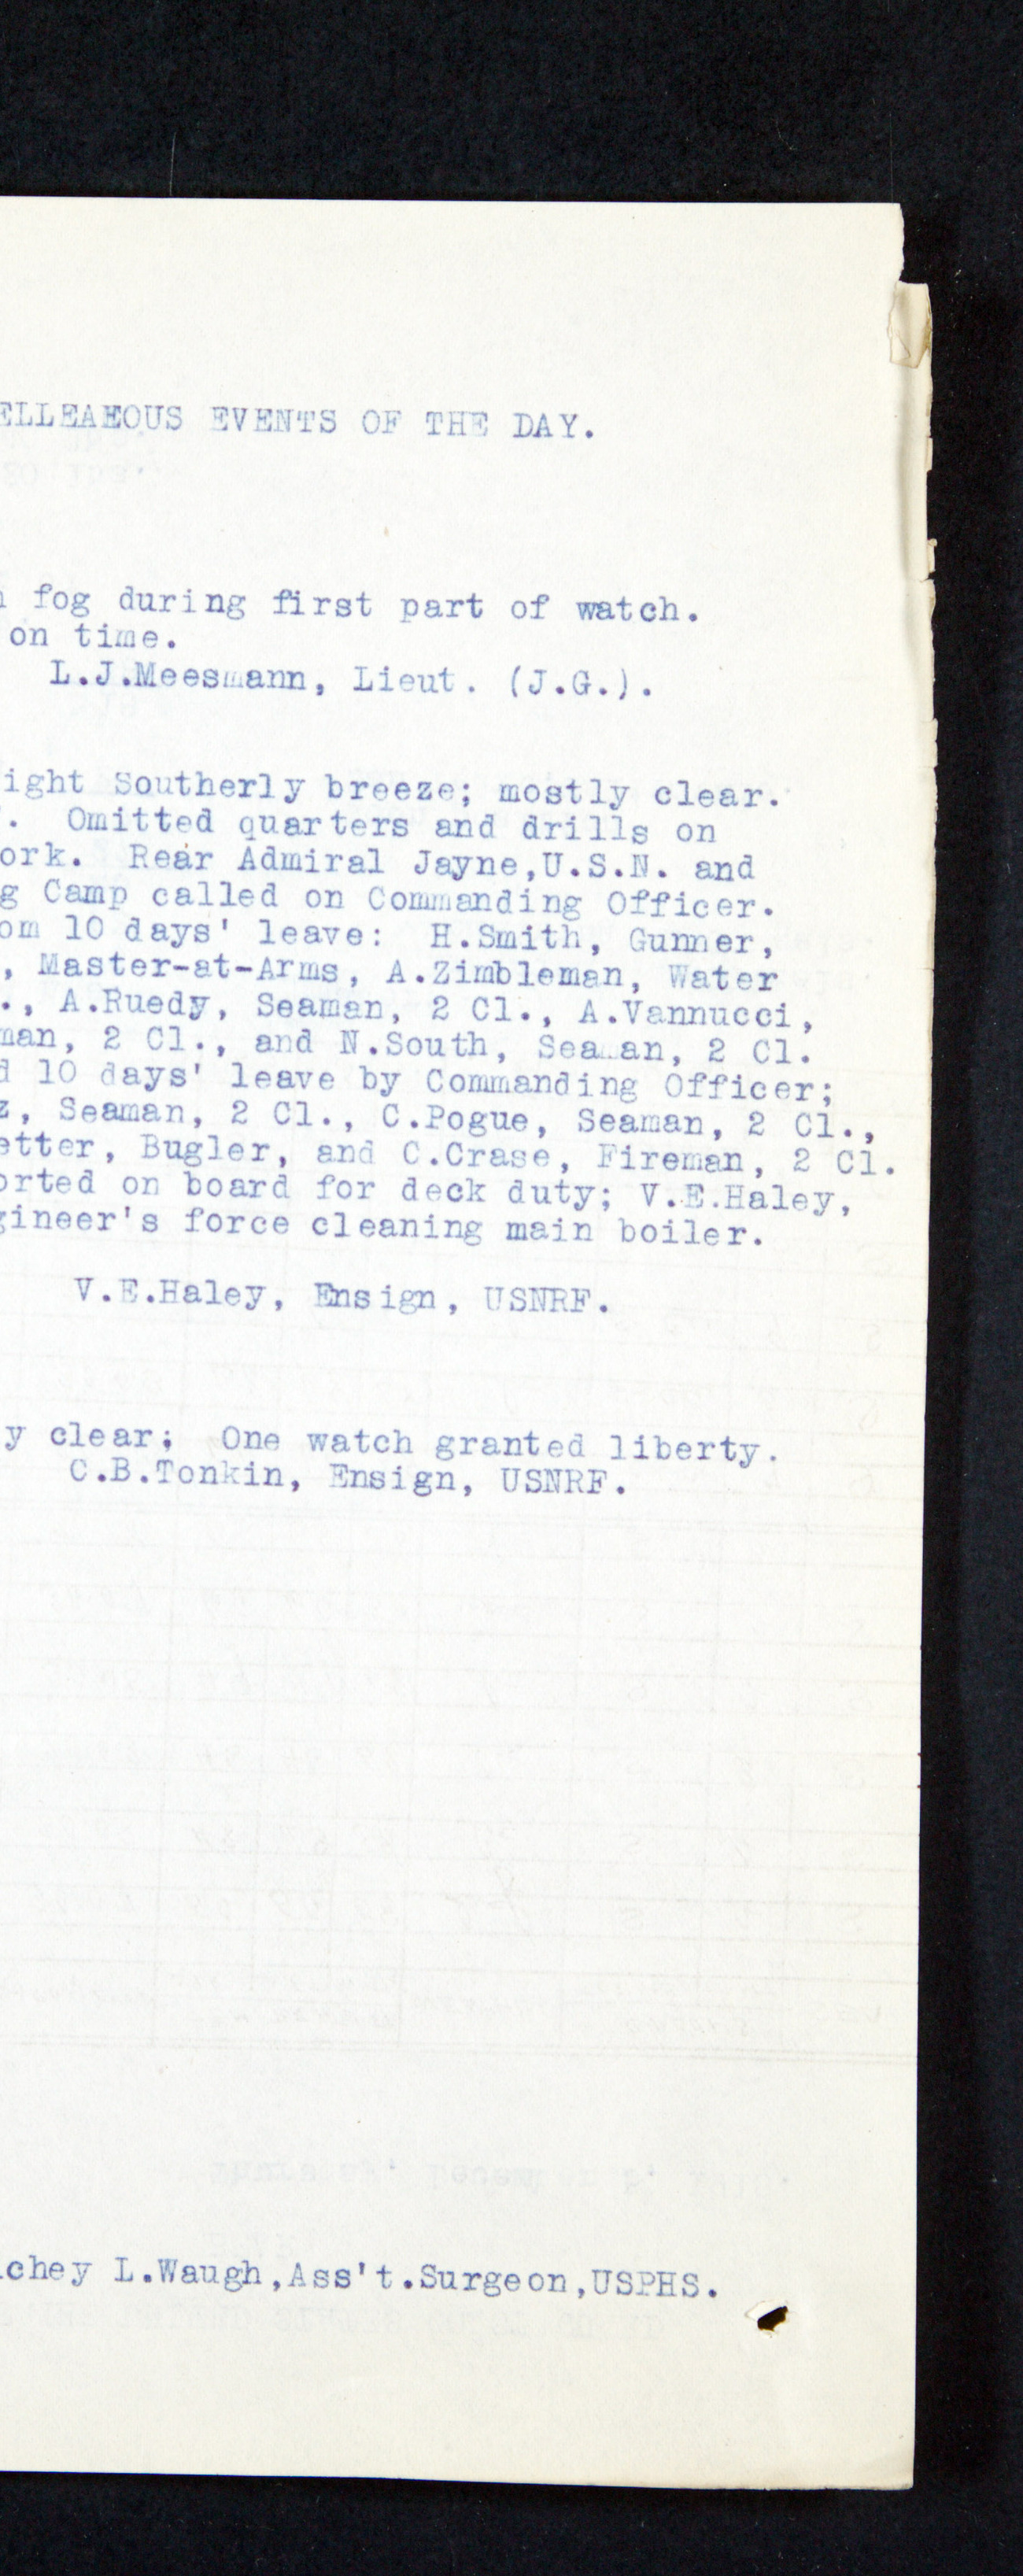 ELLEAEOUS EVENTS OF THE DAY.
fog during first part of watch.
on time.
L.J.Meesmann, Lieut. (J.G.).
ight Southerly breeze; mostly clear.
. Omitted quarters and drills on
ork. Rear Admiral Jayne,U.S.N. and
g Camp called on Commanding Officer.
om 10 days' leave: H.Smith, Gunner,
, Master-at-Arms, A.Zimbleman, Water
., A.Ruedy, Seaman, 2 Cl., A.Vannucci,
man, 2 Cl., and N.South, Seaman, 2 Cl.
d 10 days' leave by Commanding Officer;
z, Seaman, 2 Cl., C.Pogue, Seaman, 2 Cl.,
etter, Bugler, and C.Crase, Fireman, 2 Cl.
orted on board for deck duty; V.E.Haley,
gineer's force cleaning main boiler.
V.E.Haley, Ensign, USNRF.
y clear; One watch granted liberty.
C.B.Tonkin, Ensign, USNRF.
chey L.Waugh,Ass't.Surgeon,USPHS.